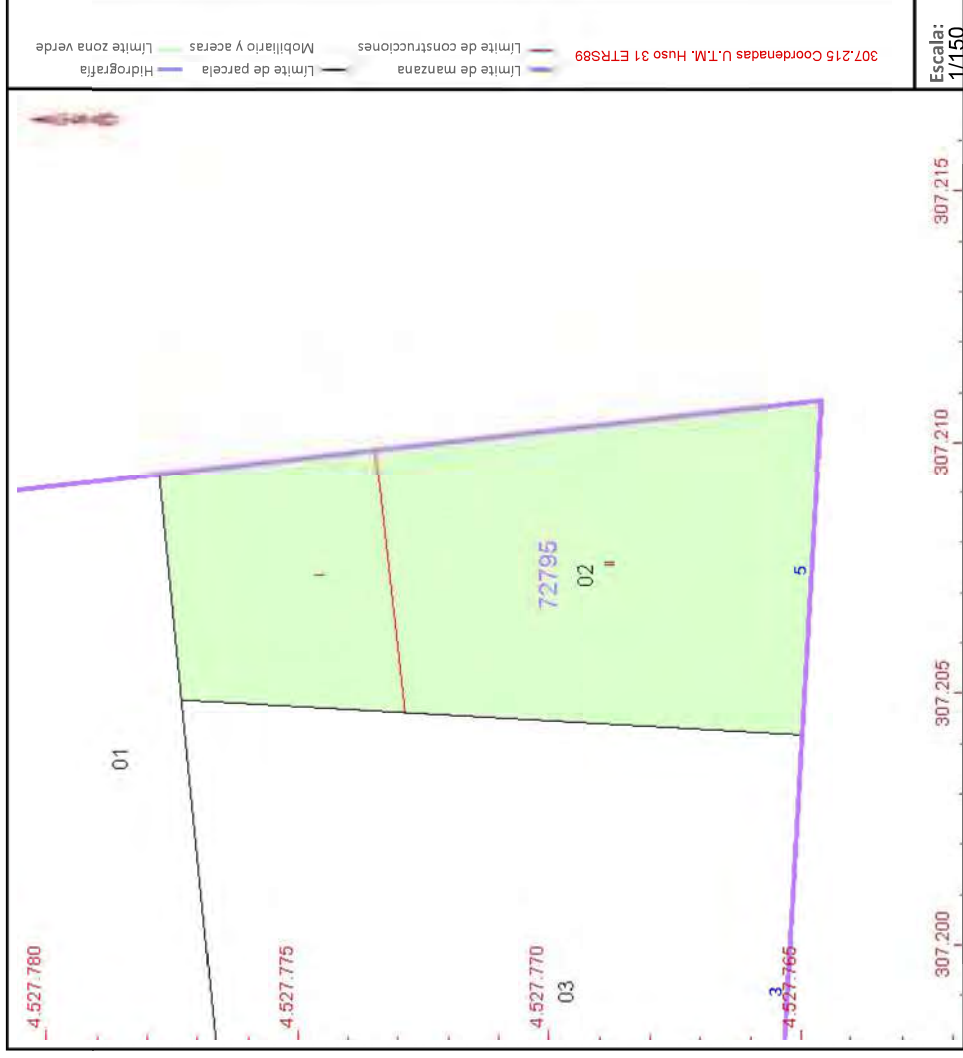 Límite de manzana
Límite de parcela
Hidrografía
Límite de construcciones
Mobiliario y aceras
Límite zona verde
307.215 Coordenadas U.T.M. Huso 31 ETRS89
Escala:
1/150
4.527.780
4.527.775
4.527.770
4.527.765
307.200
307.205
307.210
307.215
01
03
72795
02
I
II
5
3